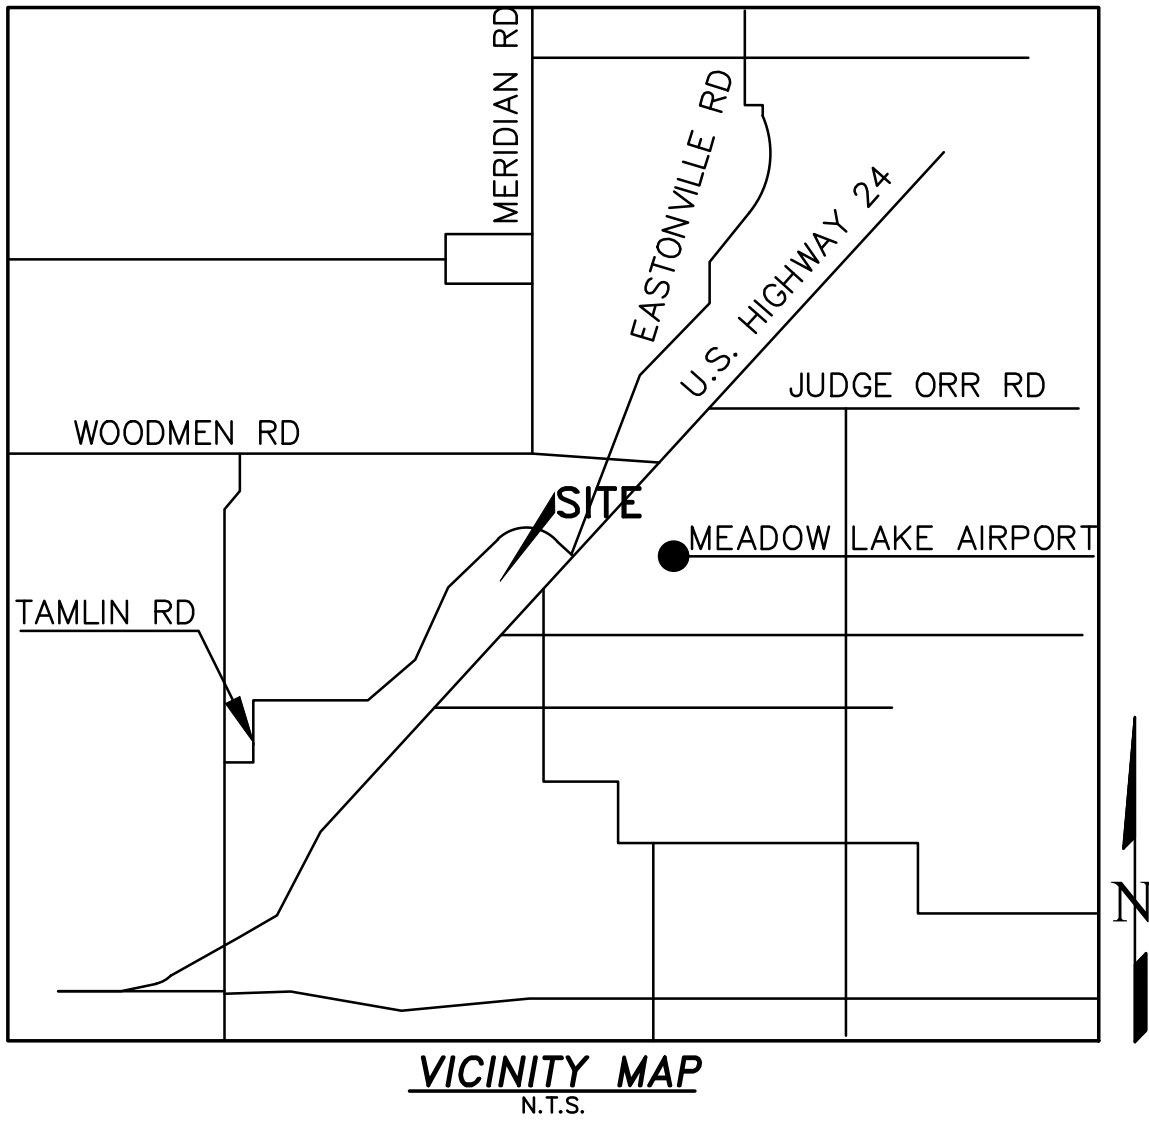 MERIDIAN RD
EASTONVILLE RD
U.S. HIGHWAY 24
JUDGE ORR RD
WOODMEN RD
SITE
MEADOW LAKE AIRPORT
TAMLIN RD
N
VICINITY MAP
N.T.S.